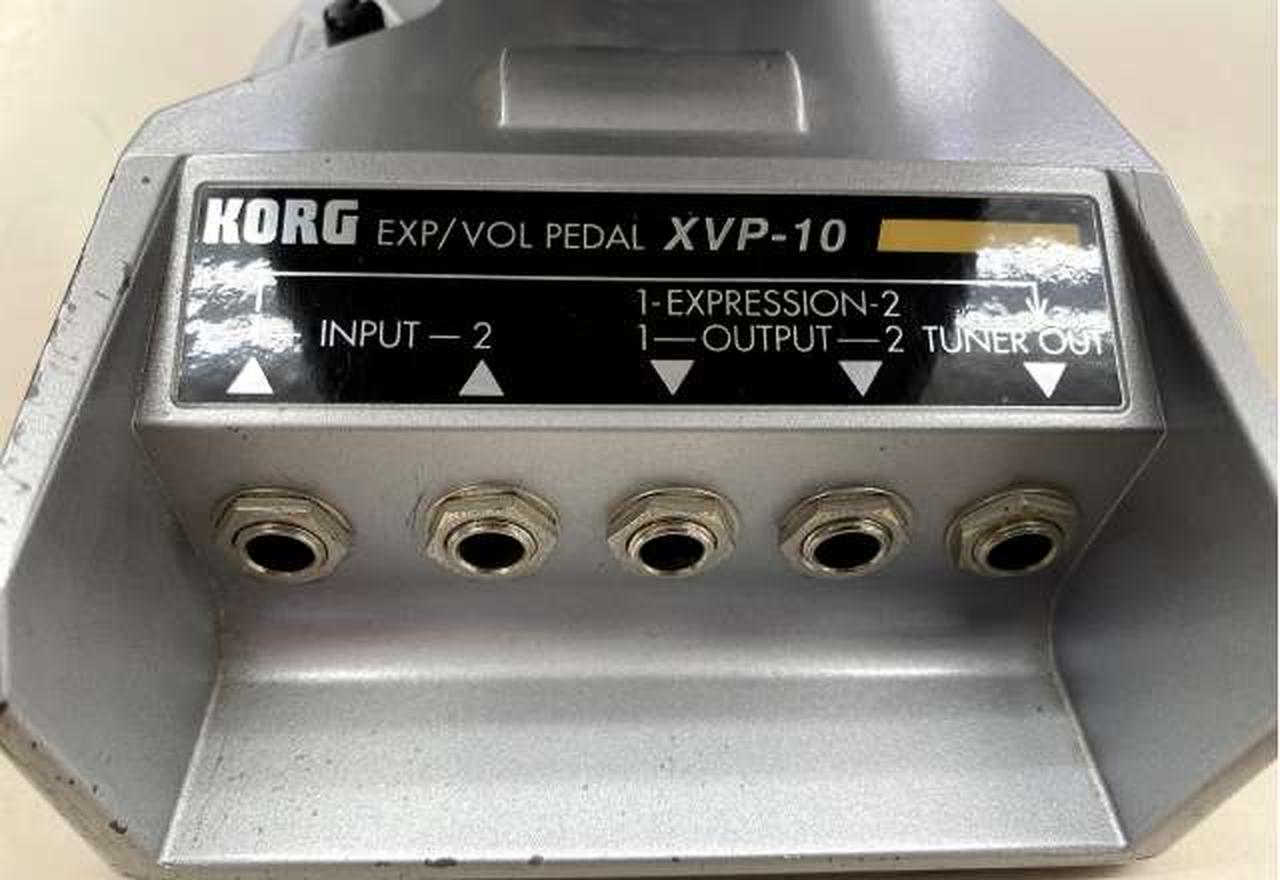 KORG EXP/VOL PEDAL XVP-10
1-EXPRESSION-2
INPUT — 2 1—OUTPUT—2 TUNER OUT